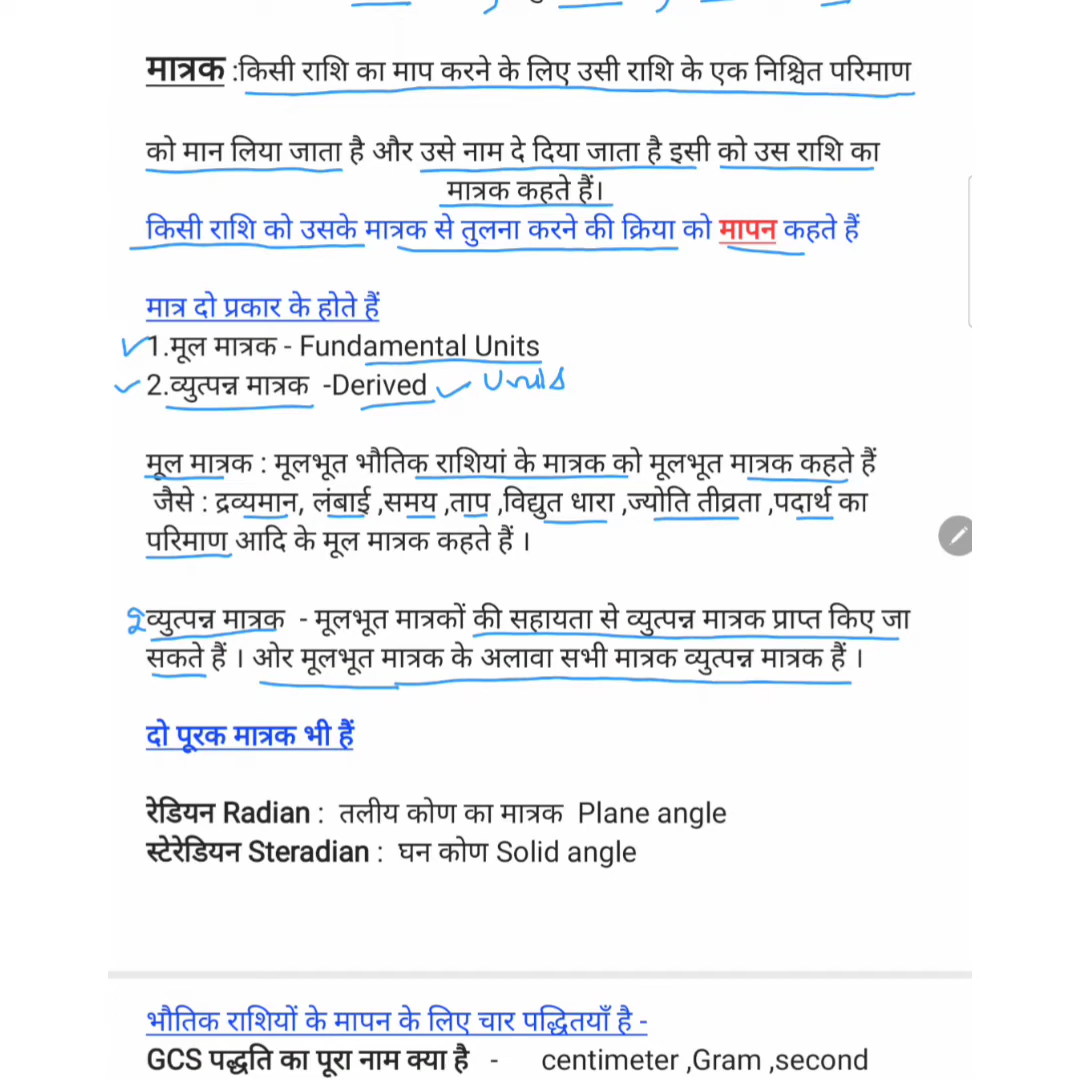 मात्रक :किसी राशि का माप करने के लिए उसी राशि के एक निश्चित परिमाण
को मान लिया जाता है और उसे नाम दे दिया जाता है इसी को उस राशि का
मात्रक कहते हैं।
किसी राशि को उसके मात्रक से तुलना करने की क्रिया को मापन कहते हैं
मात्र दो प्रकार के होते हैं
1.मूल मात्रक - Fundamental Units
2.व्युत्पन्न मात्रक -Derived Units
मूल मात्रक : मूलभूत भौतिक राशियां के मात्रक को मूलभूत मात्रक कहते हैं
जैसे : द्रव्यमान, लंबाई ,समय ,ताप ,विद्युत धारा ,ज्योति तीव्रता ,पदार्थ का
परिमाण आदि के मूल मात्रक कहते हैं ।
2 व्युत्पन्न मात्रक - मूलभूत मात्रकों की सहायता से व्युत्पन्न मात्रक प्राप्त किए जा
सकते हैं । ओर मूलभूत मात्रक के अलावा सभी मात्रक व्युत्पन्न मात्रक हैं ।
दो पूरक मात्रक भी हैं
रेडियन Radian : तलीय कोण का मात्रक Plane angle
स्टेरेडियन Steradian : घन कोण Solid angle
भौतिक राशियों के मापन के लिए चार पद्धितयाँ है -
GCS पद्धति का पूरा नाम क्या है - centimeter ,Gram ,second